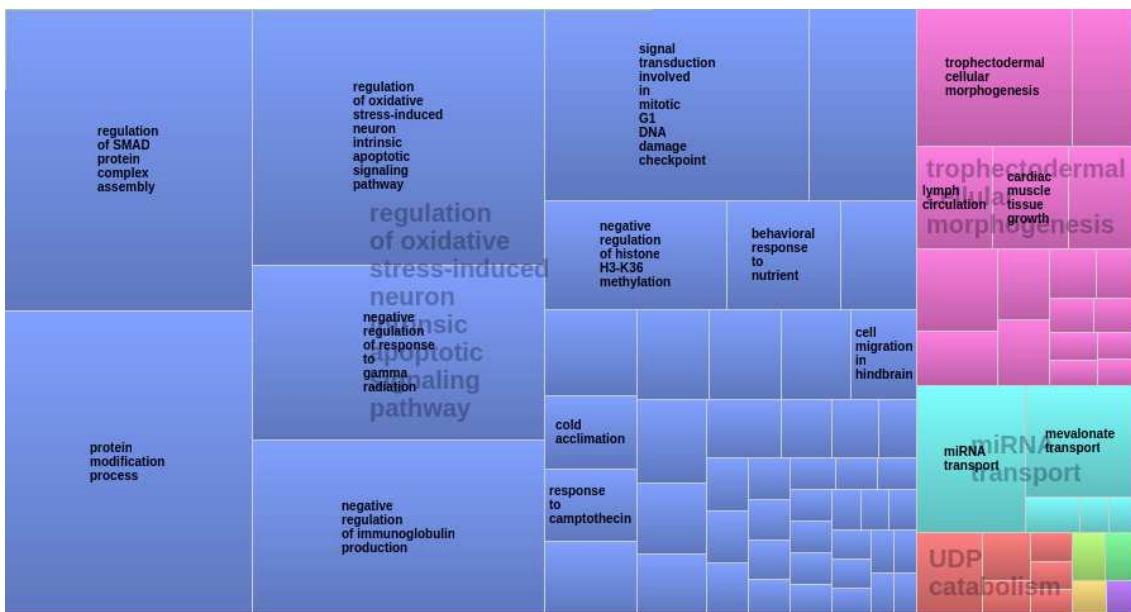 regulation
of SMAD
protein
complex
assembly
protein
modification
process
regulation
of oxidative
stress-induced
neuron
intrinsic
apoptotic
signaling
pathway
regulation
of oxidative
stress-induced
neuron
intrinsic
apoptotic
signaling
pathway
negative
regulation
of response
to
gamma
radiation
negative
regulation
of immunoglobulin
production
signal
transduction
involved
in
mitotic
G1
DNA
damage
checkpoint
negative
regulation
of histone
H3-K36
methylation
behavioral
response
to
nutrient
cell
migration
in
hindbrain
cold
acclimation
response
to
camptothecin
trophectodermal
cellular
morphogenesis
trophectodermal
cellular
morphogenesis
lymph
circulation
cardiac
muscle
tissue
growth
miRNA
transport
miRNA
transport
mevalonate
transport
UDP
catabolism